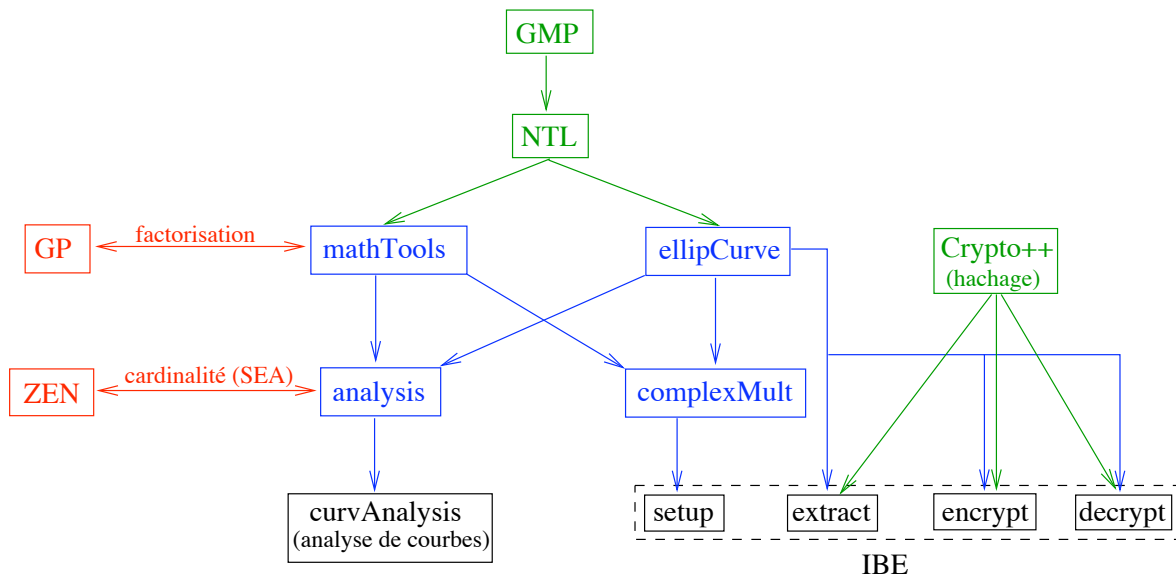 GMP
NTL
GP
factorisation
mathTools
ellipCurve
Crypto++
(hachage)
ZEN
cardinalité (SEA)
analysis
complexMult
curvAnalysis
(analyse de courbes)
setup
extract
encrypt
decrypt
IBE